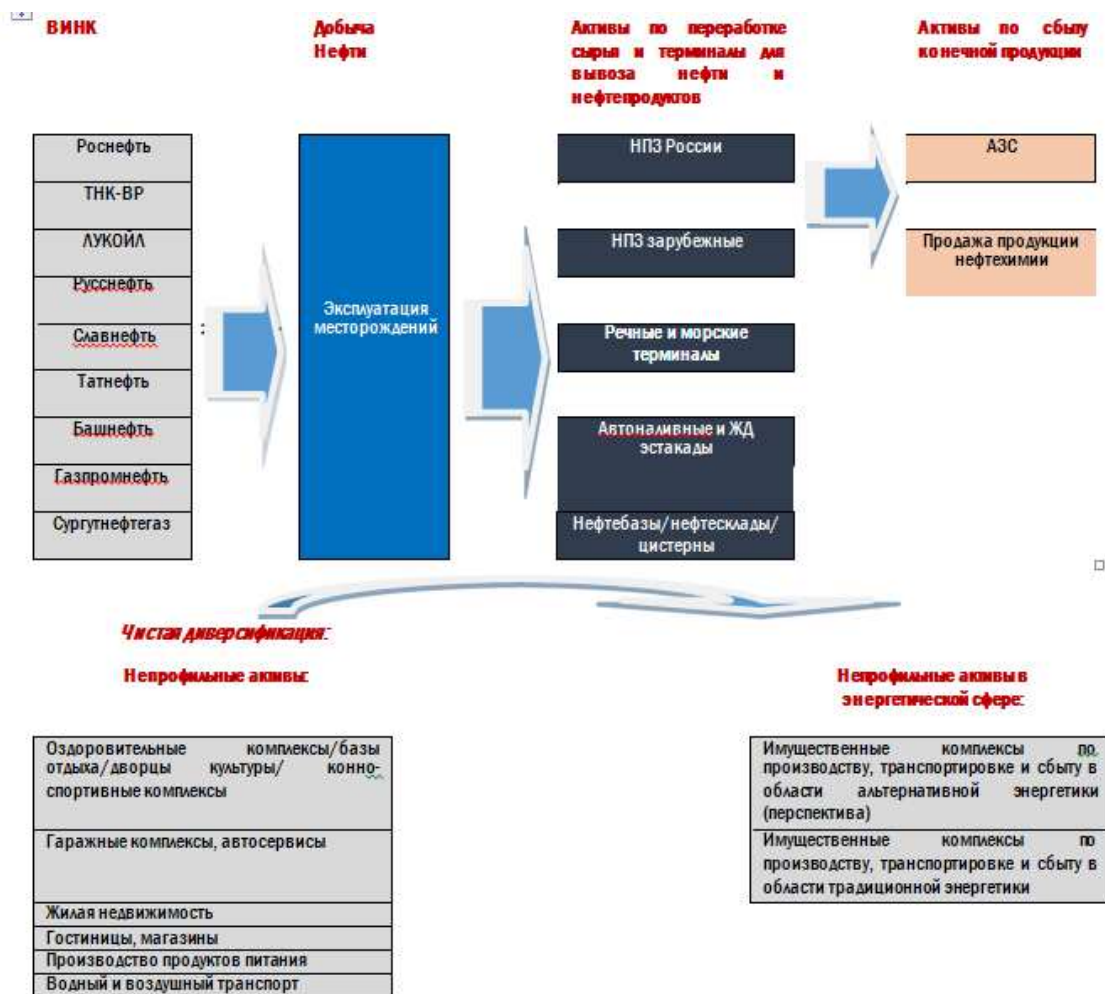 ВИНК
Добыча
Нефти
Активы по переработке
сырья и терминалы для
вывоза нефти и
нефтепродуктов
Активы по сбыту
конечной продукции
Роснефть
ТНК-ВР
ЛУКОЙЛ
Русснефть
Славнефть
Татнефть
Башнефть
Газпромнефть
Сургутнефтегаз
Эксплуатация
месторождений
НПЗ России
НПЗ зарубежные
Речные и морские
терминалы
Автоналивные и ЖД
эстакады
Нефтебазы/нефтесклады/
цистерны
АЗС
Продажа продукции
нефтехимии
Чистая диверсификация:
Непрофильные активы:
Непрофильные активы в
энергетической сфере:
Оздоровительные комплексы/базы
отдыха/дворцы культуры/ конно-
спортивные комплексы
Гаражные комплексы, автосервисы
Жилая недвижимость
Гостиницы, магазины
Производство продуктов питания
Водный и воздушный транспорт
Имущественные комплексы по
производству, транспортировке и сбыту в
области альтернативной энергетики
(перспектива)
Имущественные комплексы по
производству, транспортировке и сбыту в
области традиционной энергетики